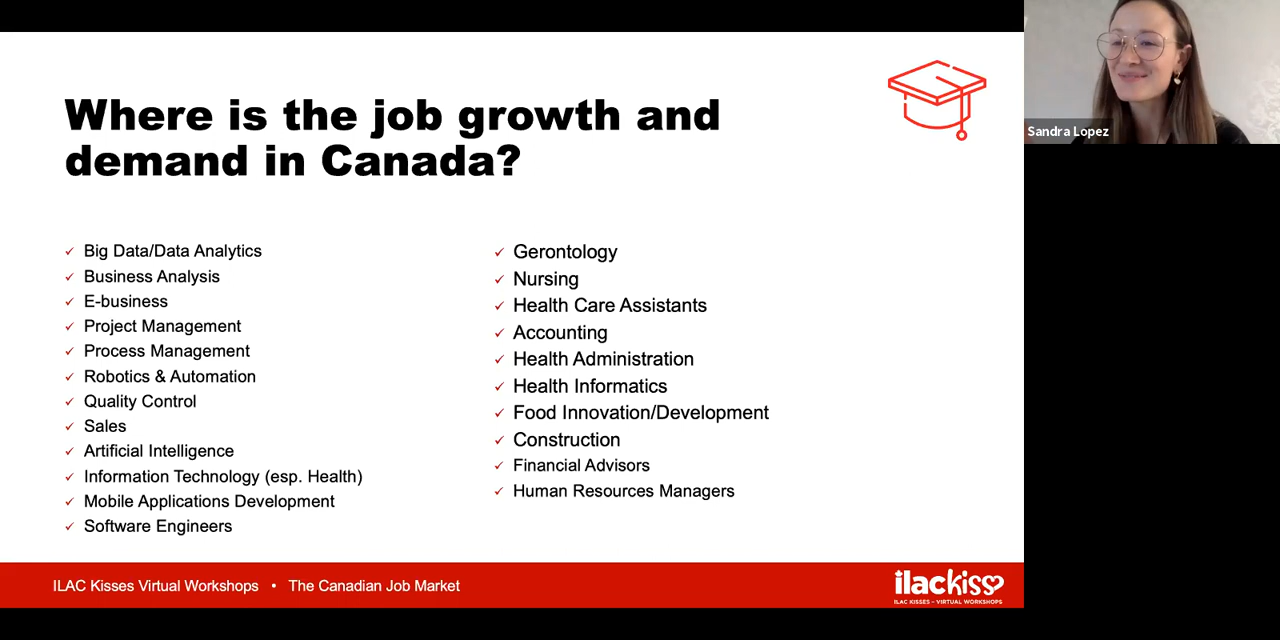 Where is the job growth and
demand in Canada?
Big Data/Data Analytics
Business Analysis
E-business
Project Management
Process Management
Robotics & Automation
Quality Control
Sales
Artificial Intelligence
Information Technology (esp. Health)
Mobile Applications Development
Software Engineers
Gerontology
Nursing
Health Care Assistants
Accounting
Health Administration
Health Informatics
Food Innovation/Development
Construction
Financial Advisors
Human Resources Managers
ILAC Kisses Virtual Workshops • The Canadian Job Market
ilackiss
ILAC KISSES – VIRTUAL WORKSHOPS
Sandra Lopez